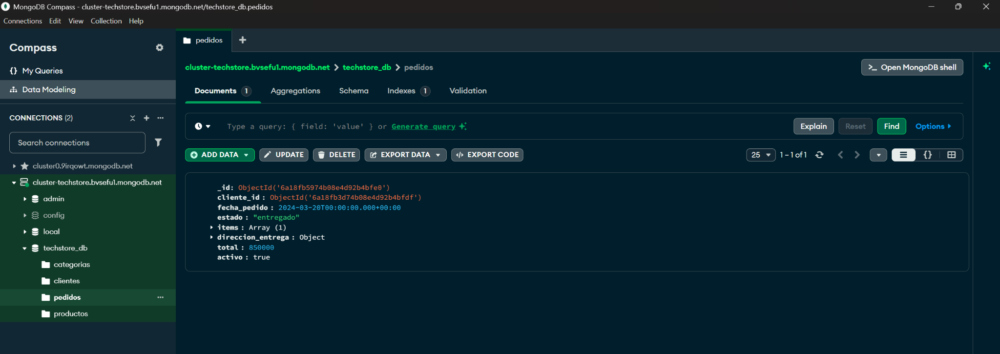 MongoDB Compass - cluster-techstore.bvsefu1.mongodb.net/techstore_db.pedidos
Connections Edit View Collection Help
Compass
My Queries
Data Modeling
CONNECTIONS (2)
Search connections
cluster0.9irqowt.mongodb.net
cluster-techstore.bvsefu1.mongodb.net
admin
config
local
techstore_db
categorias
clientes
pedidos
productos
pedidos
cluster-techstore.bvsefu1.mongodb.net > techstore_db > pedidos
>_ Open MongoDB shell
Documents 1 Aggregations Schema Indexes 1 Validation
Type a query: { field: 'value' } or Generate query
Explain Reset Find Options
ADD DATA UPDATE DELETE EXPORT DATA EXPORT CODE
25 1 – 1 of 1
_id: ObjectId('6a18fb5974b08e4d92b4bfe0')
cliente_id : ObjectId('6a18fb3d74b08e4d92b4bfdf')
fecha_pedido : 2024-03-20T00:00:00.000+00:00
estado : "entregado"
items : Array (1)
direccion_entrega : Object
total : 850000
activo : true